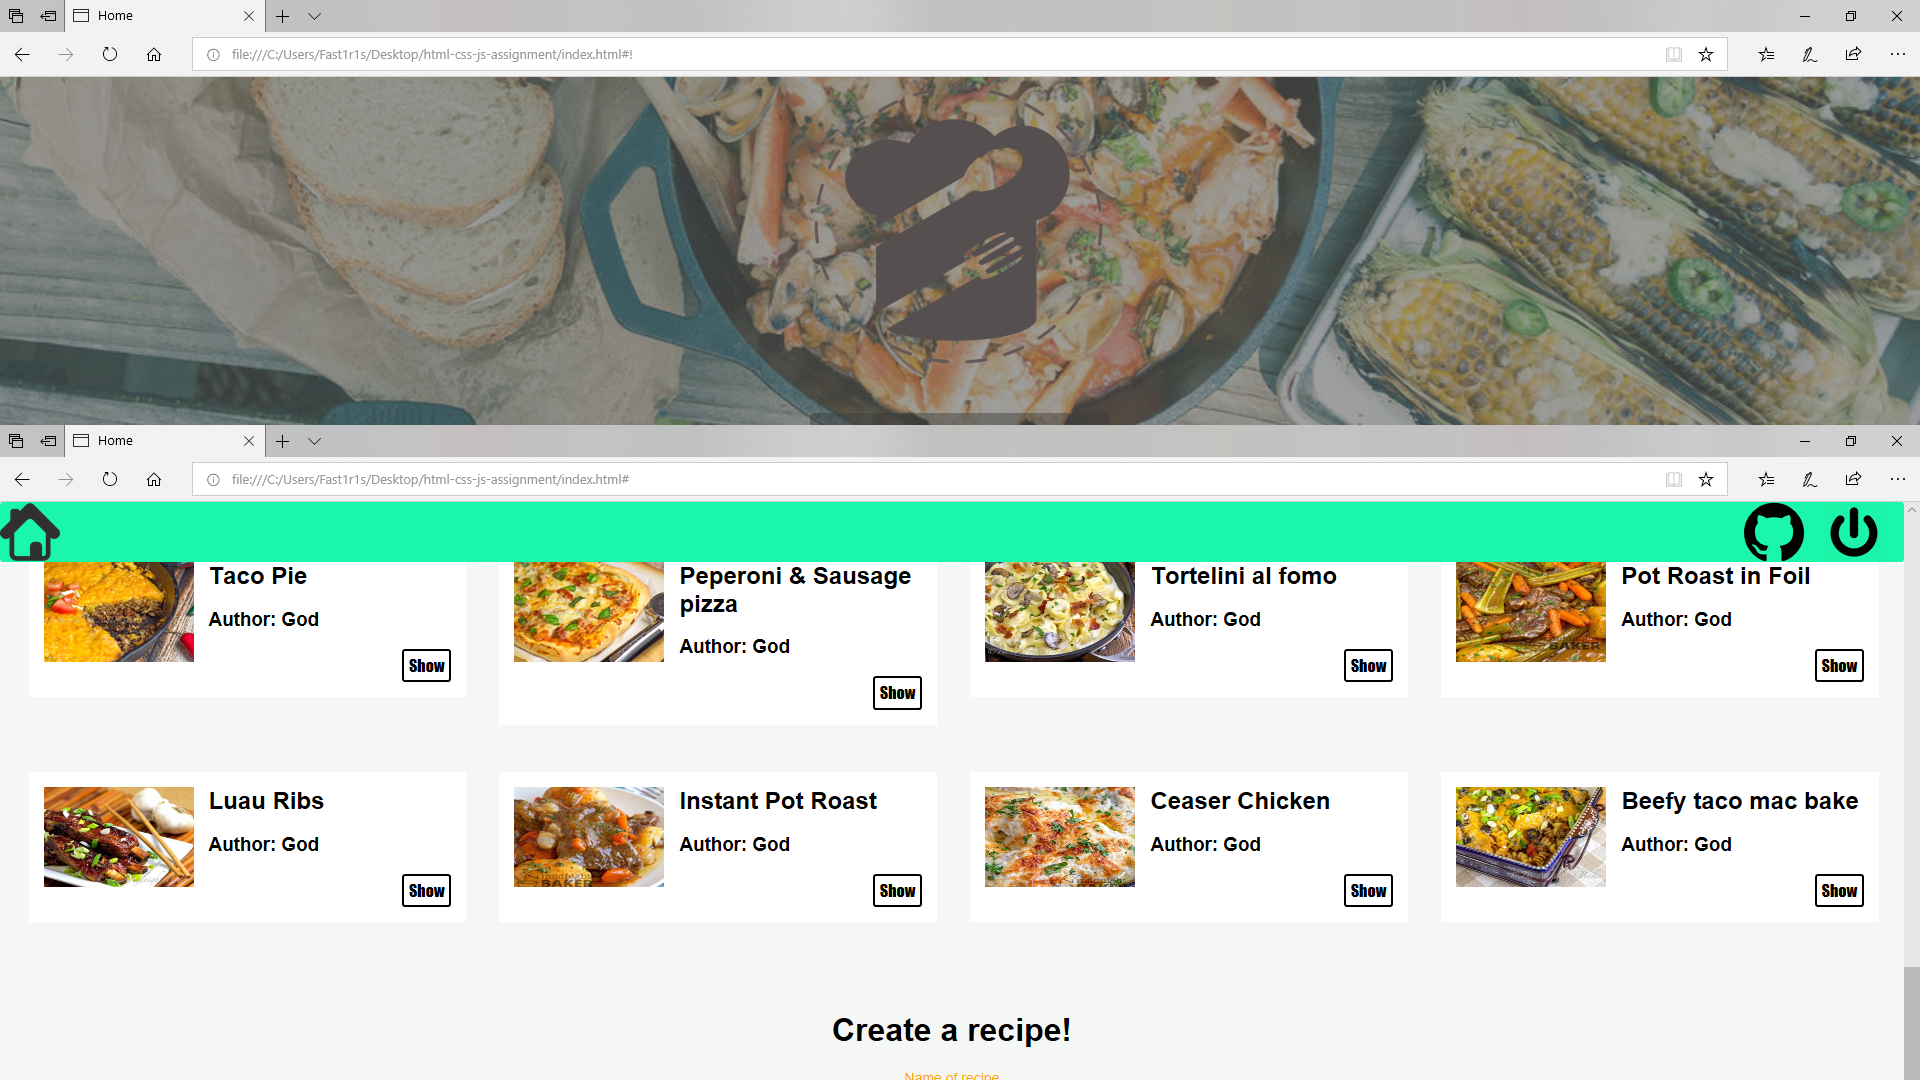 Home
file:///C:/Users/Fast1r1s/Desktop/html-css-js-assignment/index.html#!
Home
file:///C:/Users/Fast1r1s/Desktop/html-css-js-assignment/index.html#
Taco Pie
Author: God
Show
Peperoni & Sausage
pizza
Author: God
Show
Tortelini al fomo
Author: God
Show
Pot Roast in Foil
Author: God
Show
BAKER
Luau Ribs
Author: God
Show
Instant Pot Roast
Author: God
Show
midnight
BAKER
Ceaser Chicken
Author: God
Show
Beefy taco mac bake
Author: God
Show
Create a recipe!
Name of recipe